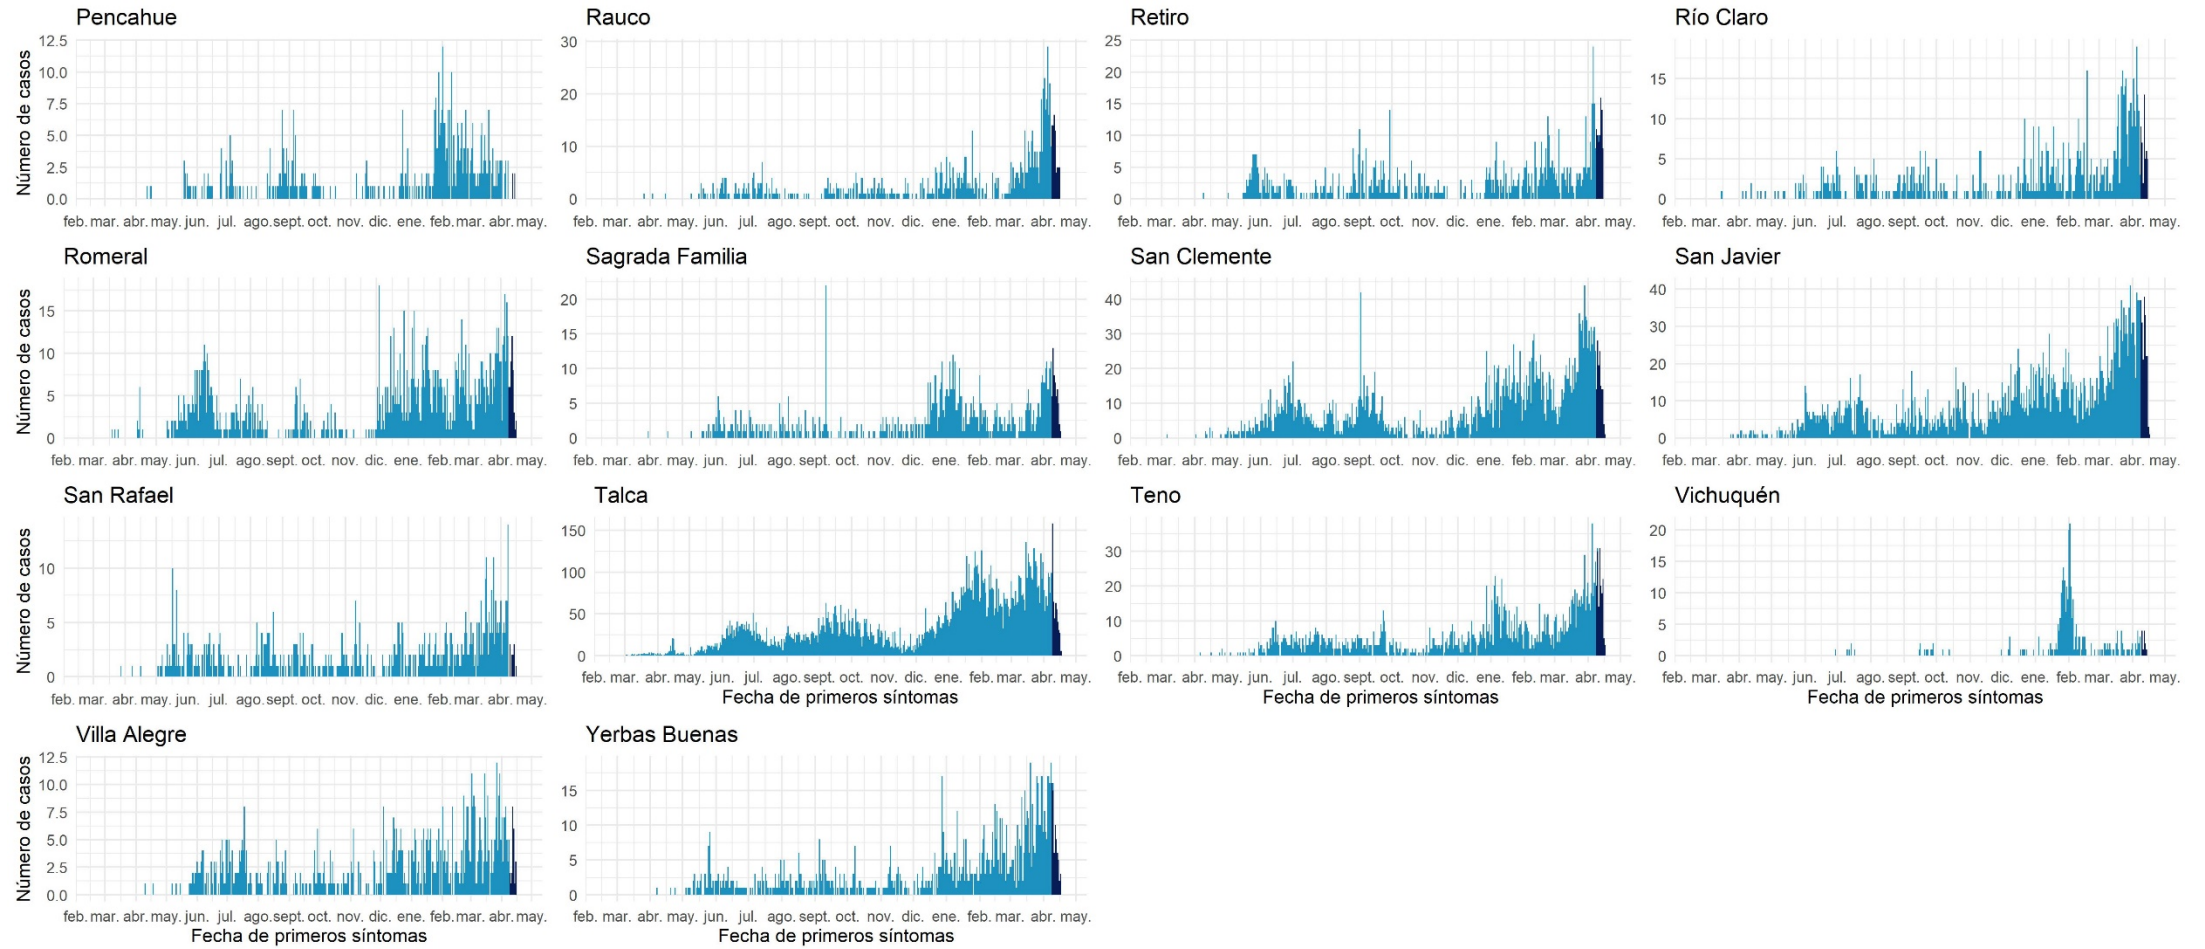 Pencahue
Rauco
Retiro
Río Claro
Número de casos
12.5
10.0
7.5
5.0
2.5
0.0
30
20
10
0
25
20
15
10
5
0
15
10
5
0
feb. mar. abr. may. jun. jul. ago. sept. oct. nov. dic. ene. feb. mar. abr. may.
feb. mar. abr. may. jun. jul. ago. sept. oct. nov. dic. ene. feb. mar. abr. may.
feb. mar. abr. may. jun. jul. ago. sept. oct. nov. dic. ene. feb. mar. abr. may.
feb. mar. abr. may. jun. jul. ago. sept. oct. nov. dic. ene. feb. mar. abr. may.
Romeral
Sagrada Familia
San Clemente
San Javier
Número de casos
15
10
5
0
20
15
10
5
0
40
30
20
10
0
40
30
20
10
0
feb. mar. abr. may. jun. jul. ago. sept. oct. nov. dic. ene. feb. mar. abr. may.
feb. mar. abr. may. jun. jul. ago. sept. oct. nov. dic. ene. feb. mar. abr. may.
feb. mar. abr. may. jun. jul. ago. sept. oct. nov. dic. ene. feb. mar. abr. may.
feb. mar. abr. may. jun. jul. ago. sept. oct. nov. dic. ene. feb. mar. abr. may.
San Rafael
Talca
Teno
Vichuquén
Número de casos
10
5
0
150
100
50
0
30
20
10
0
20
15
10
5
0
feb. mar. abr. may. jun. jul. ago. sept. oct. nov. dic. ene. feb. mar. abr. may.
feb. mar. abr. may. jun. jul. ago. sept. oct. nov. dic. ene. feb. mar. abr. may.
feb. mar. abr. may. jun. jul. ago. sept. oct. nov. dic. ene. feb. mar. abr. may.
feb. mar. abr. may. jun. jul. ago. sept. oct. nov. dic. ene. feb. mar. abr. may.
Fecha de primeros síntomas
Fecha de primeros síntomas
Fecha de primeros síntomas
Villa Alegre
Yerbas Buenas
Número de casos
12.5
10.0
7.5
5.0
2.5
0.0
15
10
5
0
feb. mar. abr. may. jun. jul. ago. sept. oct. nov. dic. ene. feb. mar. abr. may.
feb. mar. abr. may. jun. jul. ago. sept. oct. nov. dic. ene. feb. mar. abr. may.
Fecha de primeros síntomas
Fecha de primeros síntomas